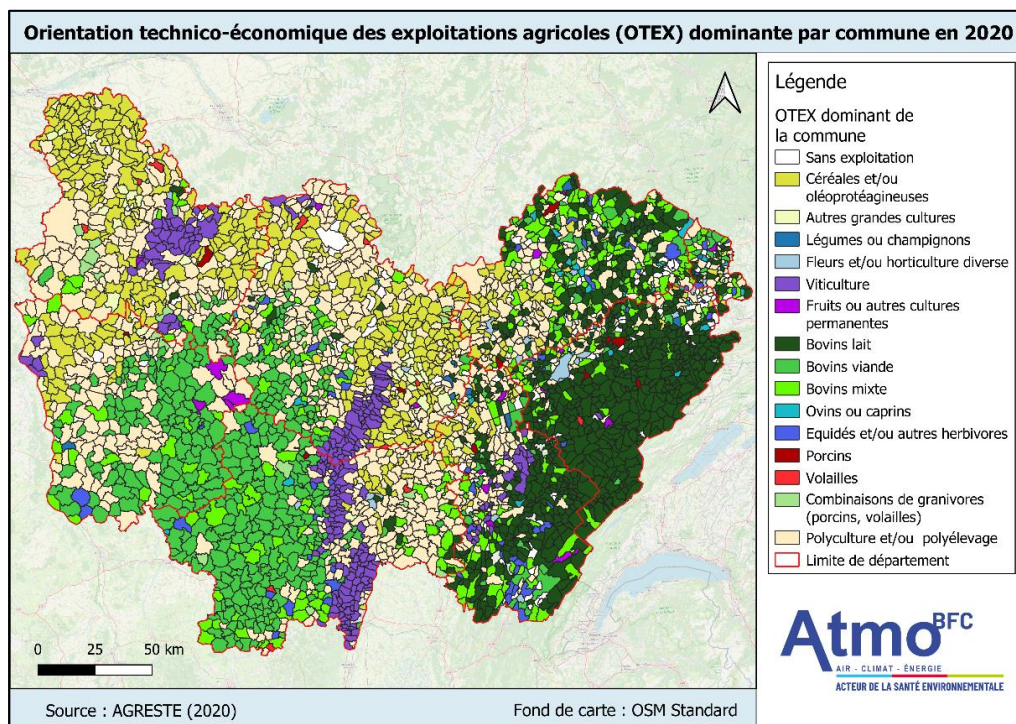 Orientation technico-économique des exploitations agricoles (OTEX) dominante par commune en 2020
Légende
OTEX dominant de
la commune
Sans exploitation
Céréales et/ou
oléoprotéagineuses
Autres grandes cultures
Légumes ou champignons
Fleurs et/ou horticulture diverse
Viticulture
Fruits ou autres cultures
permanentes
Bovins lait
Bovins viande
Bovins mixte
Ovins ou caprins
Equidés et/ou autres herbivores
Porcins
Volailles
Combinaisons de granivores
(porcins, volailles)
Polyculture et/ou polyélevage
Limite de département
0 25 50 km
Source : AGRESTE (2020)
Fond de carte : OSM Standard
Atmo BFC
AIR - CLIMAT - ÉNERGIE
ACTEUR DE LA SANTÉ ENVIRONNEMENTALE